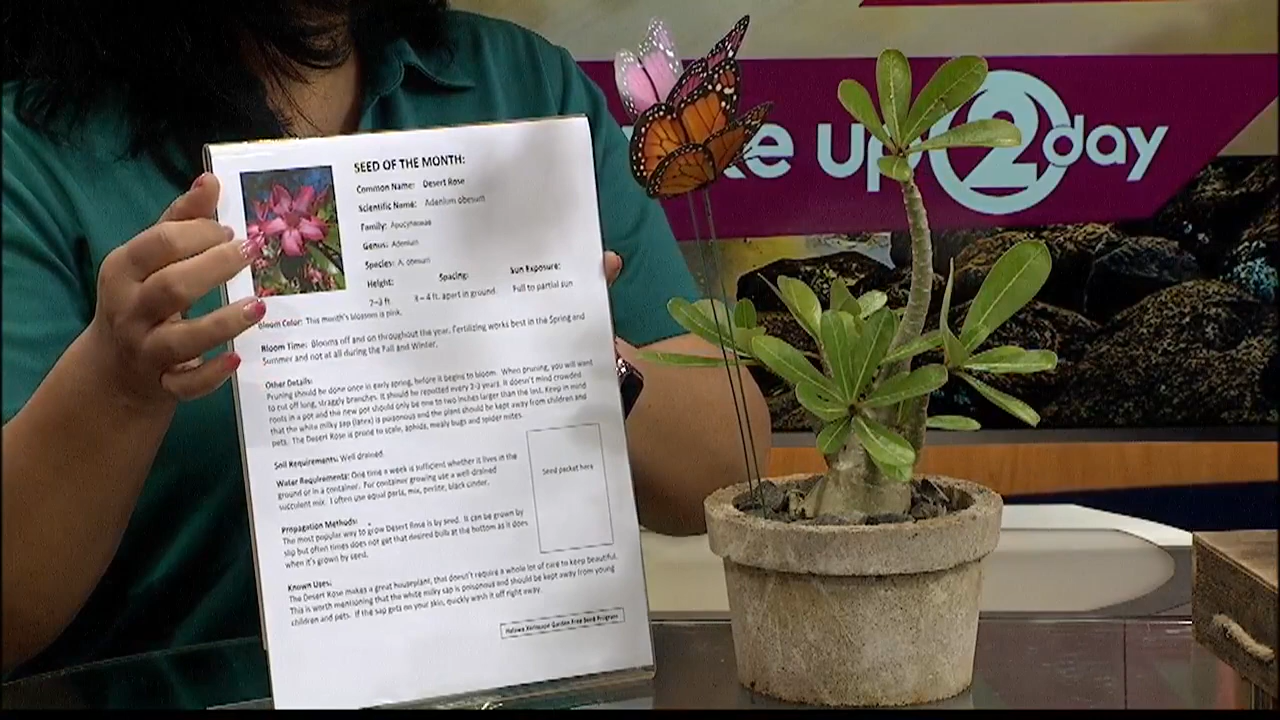 SEED OF THE MONTH:
Common Name: Desert Rose
Scientific Name: Adenium obesum
Family: Apocynaceae
Genus: Adenium
Species: A. obesum
Height: Spacing: Sun Exposure:
2–3 ft. 3 – 4 ft. apart in ground. Full to partial sun
Bloom Color: This month's blossom is pink.
Bloom Time: Blooms off and on throughout the year. Fertilizing works best in the Spring and
Summer and not at all during the Fall and Winter.
Other Details:
Pruning should be done once in early spring, before it begins to bloom. When pruning, you will want
to cut off long, straggly branches. It should be repotted every 2-3 years. It doesn't mind crowded
roots in a pot and the new pot should only be one to two inches larger than the last. Keep in mind
that the white milky sap (latex) is poisonous and the plans should be kept away from children and
pets. The Desert Rose is prone to scale, aphids, mealy bugs and spider mites.
Soil Requirements: Well drained.
Water Requirements: One time a week is sufficient whether it lives in the
ground or in a container. For container growing use a well-drained
succulent mix. I often use equal parts, mix, perlite, black cinder.
Seed packet here
Propagation Methods:
The most popular way to grow Desert Rose is by seed. It can be grown by
slip but often times does not get that desired bulb at the bottom as it does
when it's grown by seed.
Known Uses:
The Desert Rose makes a great houseplant, that doesn't require a whole lot of care to keep beautiful.
This is worth mentioning that the white milky sap is poisonous and should be kept away from young
children and pets. If the sap gets on your skin, quickly wash it off right away.
Halawa Xeriscape Garden Free Seed Program
ke up 2day